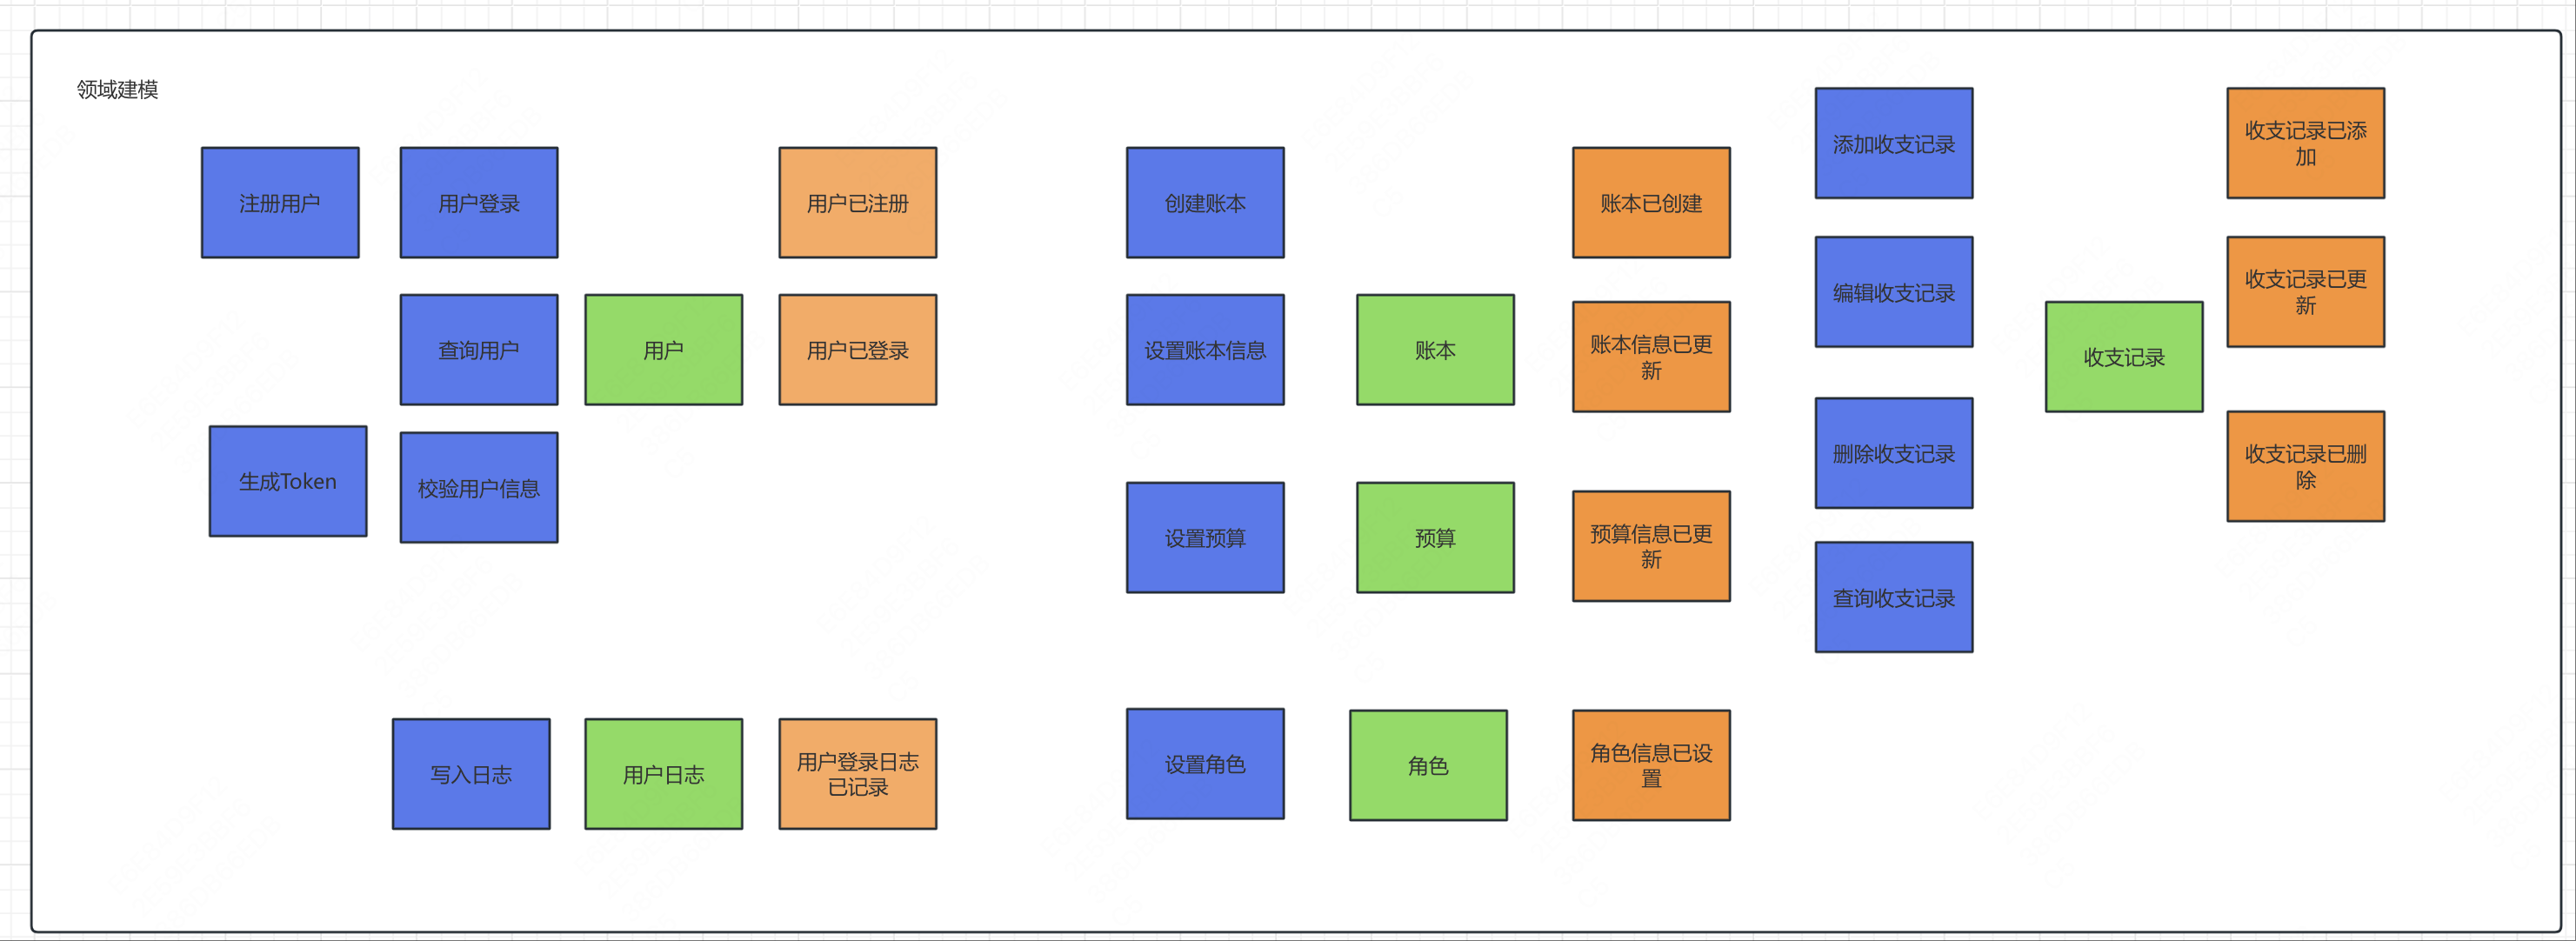 领域建模
注册用户
用户登录
用户已注册
查询用户
用户
用户已登录
生成Token
校验用户信息
写入日志
用户日志
用户登录日志
已记录
创建账本
账本已创建
设置账本信息
账本
账本信息已更
新
设置预算
预算
预算信息已更
新
设置角色
角色
角色信息已设
置
添加收支记录
收支记录已添
加
编辑收支记录
收支记录已更
新
收支记录
删除收支记录
收支记录已删
除
查询收支记录